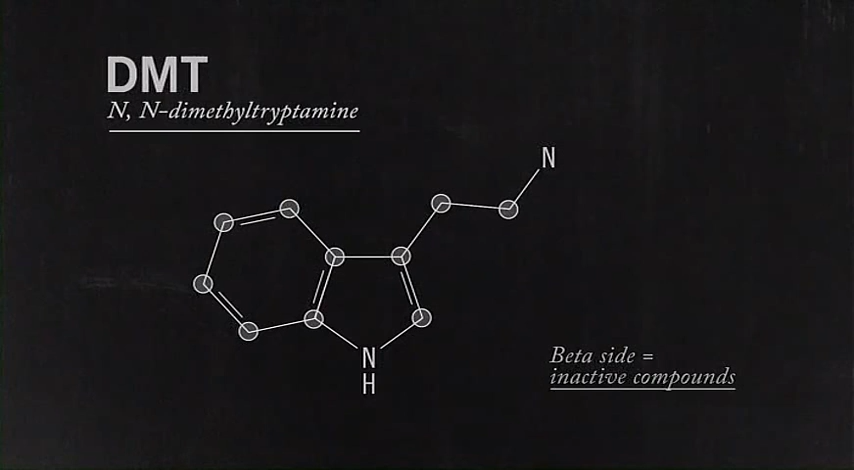 DMT
N, N-dimethyltryptamine
N
N
H
Beta side =
inactive compounds